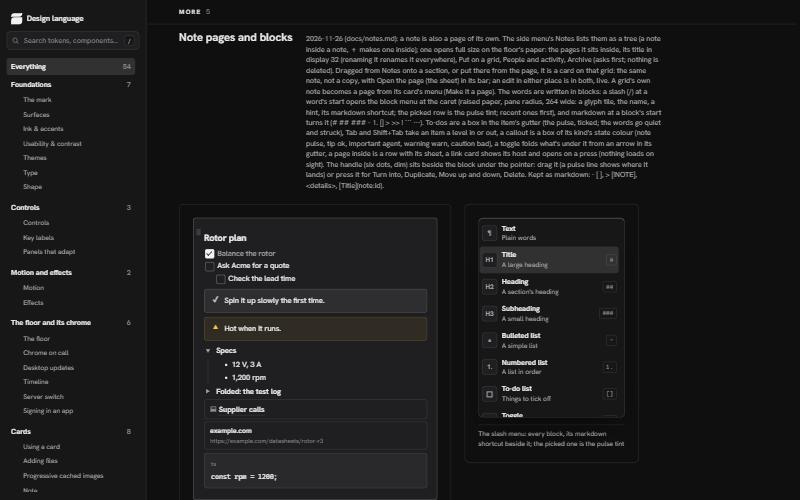 Design language
Search tokens, components... /
Everything 54
Foundations 7
The mark
Surfaces
Ink & accents
Usability & contrast
Themes
Type
Shape
Controls 3
Controls
Key labels
Panels that adapt
Motion and effects 2
Motion
Effects
The floor and its chrome 6
The floor
Chrome on call
Desktop updates
Timeline
Server switch
Signing in an app
Cards 8
Using a card
Adding files
Progressive cached images
Note
MORE 5
Note pages and blocks
2026-11-26 (docs/notes.md): a note is also a page of its own. The side menu's Notes lists them as a tree (a note
inside a note, + makes one inside); one opens full size on the floor's paper: the pages it sits inside, its title in
display 32 (renaming it renames it everywhere), Put on a grid, People and activity, Archive (asks first; nothing is
deleted). Dragged from Notes onto a section, or put there from the page, it is a card on that grid: the same
note, not a copy, with Open the page (the sheet) in its bar; an edit in either place is in both, live. A grid's own
note becomes a page from its card's menu (Make it a page). The words are written in blocks: a slash (/) at a
word's start opens the block menu at the caret (raised paper, pane radius, 264 wide: a glyph tile, the name, a
hint, its markdown shortcut; the picked row is the pulse tint; recent ones first), and markdown at a block's start
turns it (# ## ### - 1. [] > >> ! ``` ---). To-dos are a box in the item's gutter (the pulse, ticked; the words go quiet
and struck), Tab and Shift+Tab take an item a level in or out, a callout is a box of its kind's state colour (note
pulse, tip ok, important agent, warning warn, caution bad), a toggle folds what's under it from an arrow in its
gutter, a page inside is a row with its sheet, a link card shows its host and opens on a press (nothing loads on
sight). The handle (six dots, dim) sits beside the block under the pointer: drag it (a pulse line shows where it
lands) or press it for Turn into, Duplicate, Move up and down, Delete. Kept as markdown: - [ ], > [!NOTE],
<details>, [Title](note:id).
Rotor plan
Balance the rotor
Ask Acme for a quote
Check the lead time
Spin it up slowly the first time.
Hot when it runs.
Specs
12 V, 3 A
1,200 rpm
Folded: the test log
Supplier calls
example.com
https://example.com/datasheets/rotor-r3
TS
const rpm = 1200;
¶ Text
Plain words
H1 Title #
A large heading
H2 Heading ##
A section's heading
H3 Subheading ###
A small heading
• Bulleted list -
A simple list
1. Numbered list 1.
A list in order
To-do list []
Things to tick off
Toggle
The slash menu: every block, its markdown
shortcut beside it; the picked one is the pulse tint